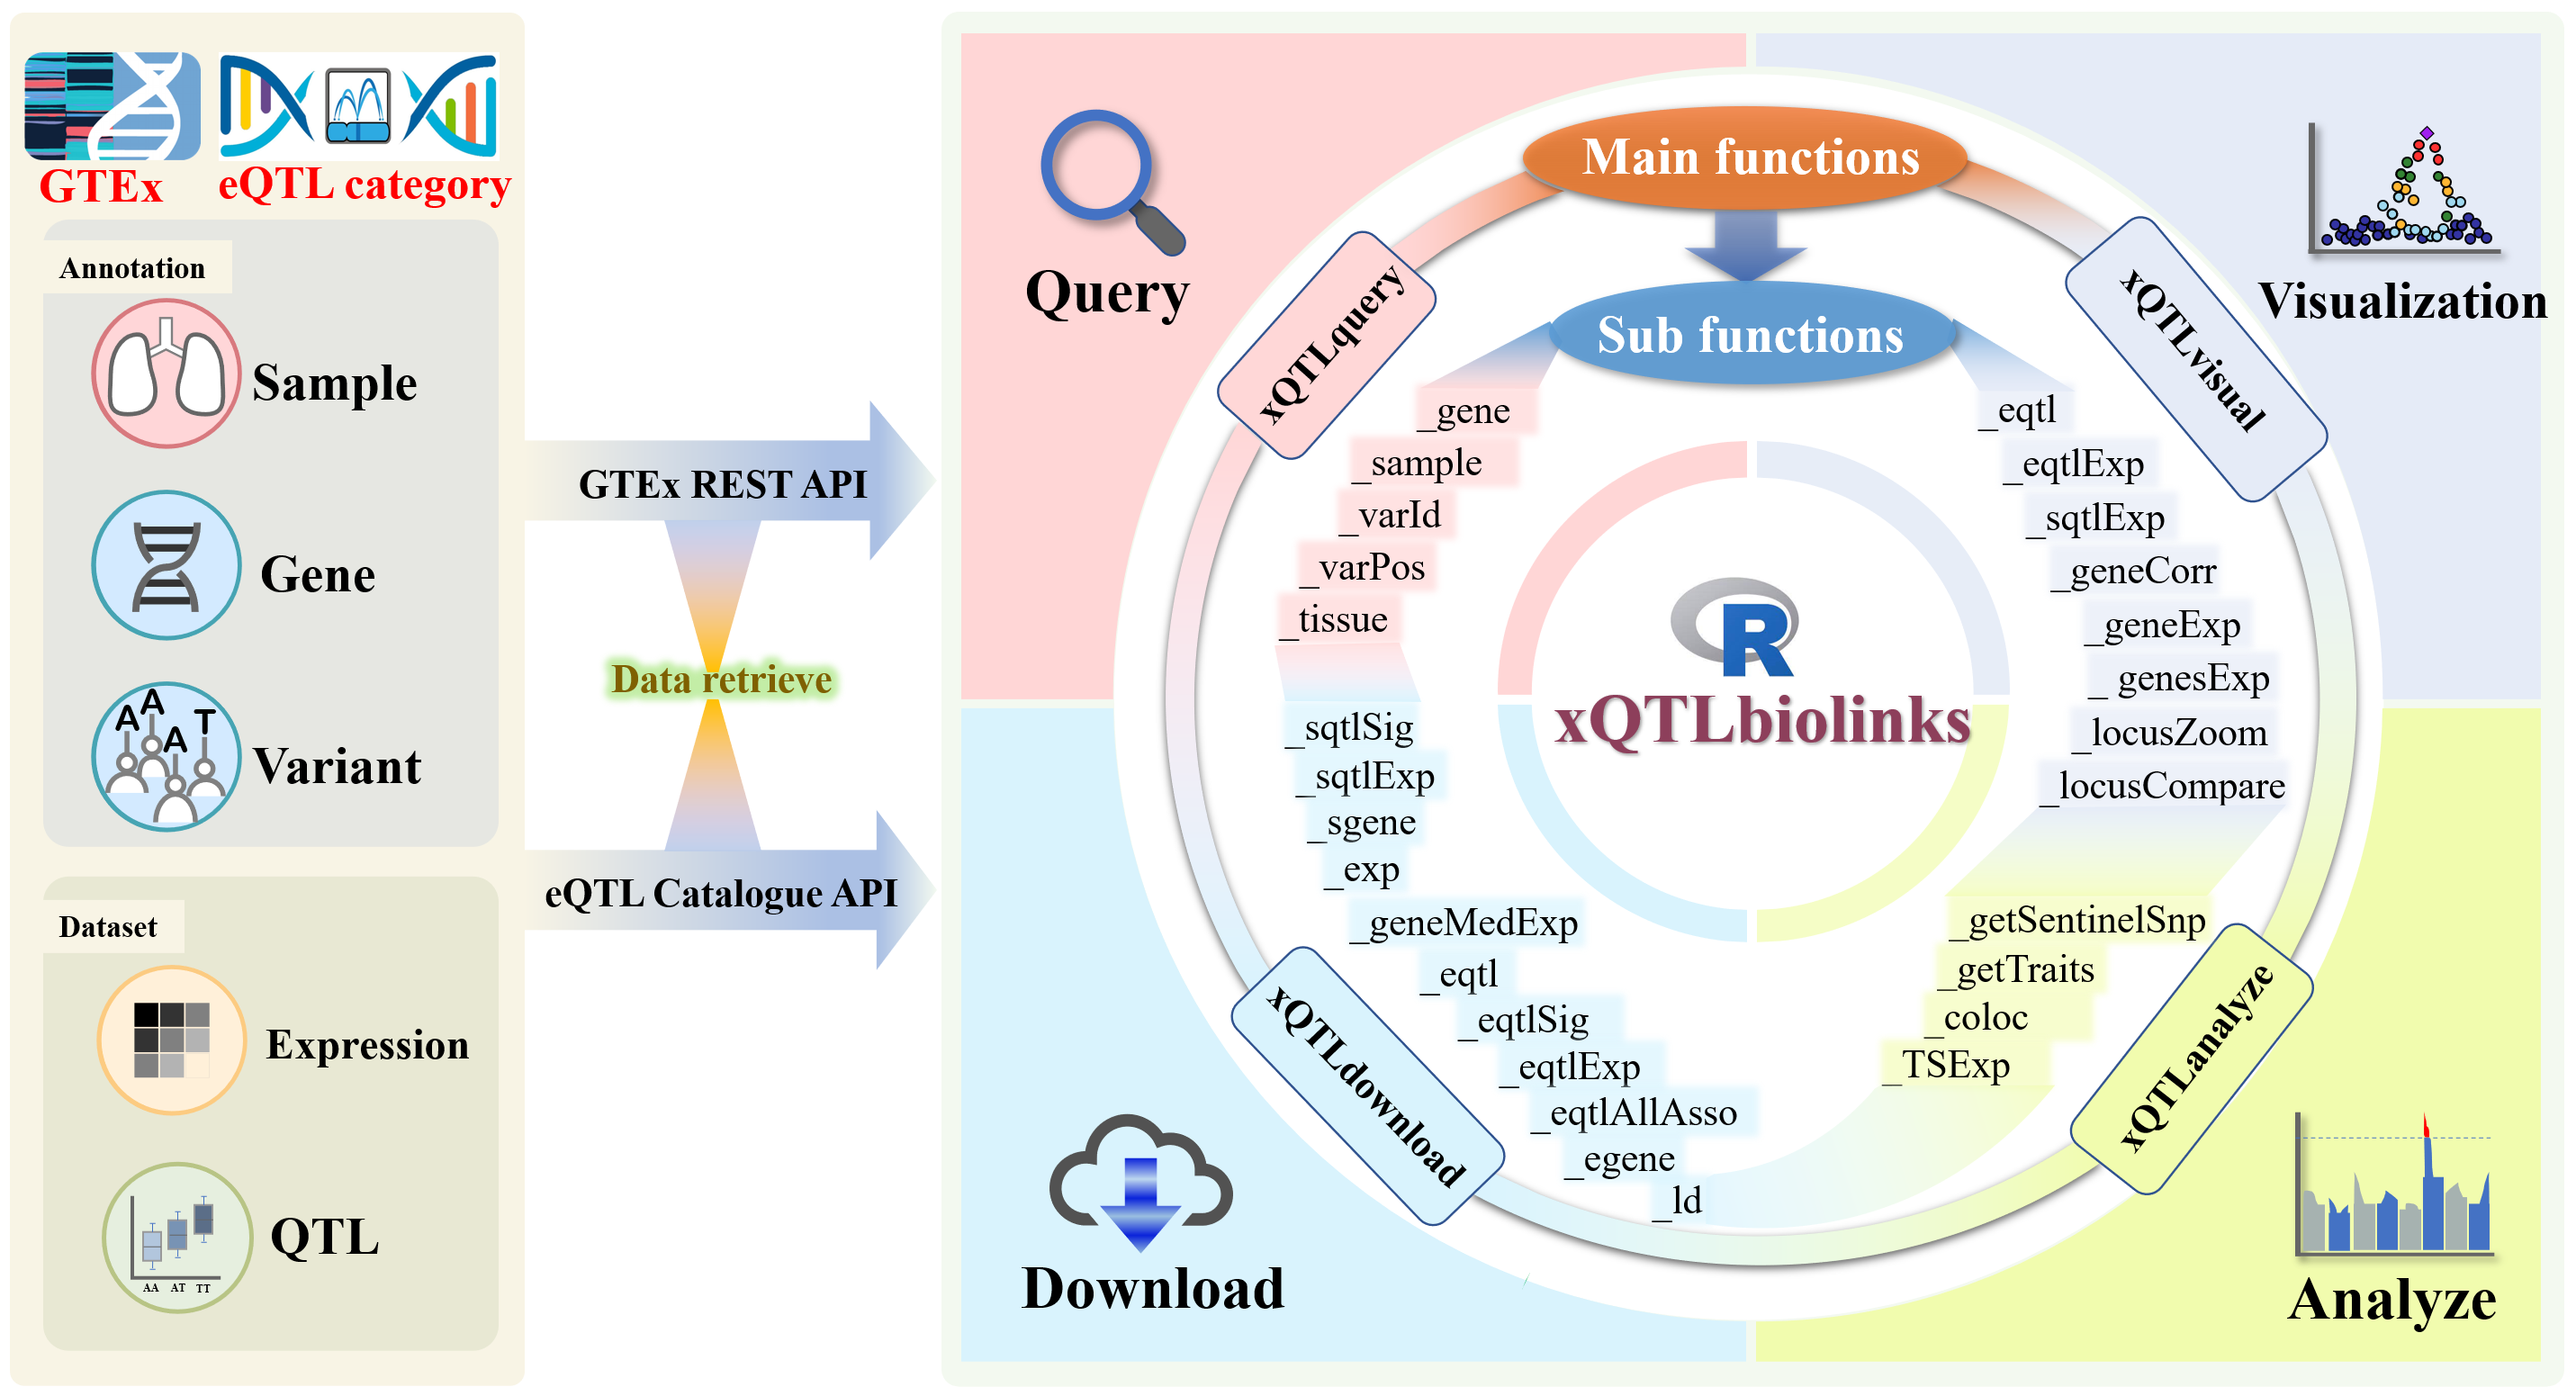 GTEx
eQTL category
Annotation
Sample
Gene
A
A
A
T
Variant
Dataset
Expression
AA AT TT
QTL
GTEx REST API
Data retrieve
eQTL Catalogue API
Query
Visualization
Download
Analyze
Main functions
Sub functions
xQTLquery
xQTLvisual
xQTLdownload
xQTLanalyze
_gene
_sample
_varId
_varPos
_tissue
_sqtlSig
_sqtlExp
_sgene
_exp
_geneMedExp
_eqtl
_eqtlSig
_eqtlExp
_eqtlAllAsso
_egene
_ld
_eqtl
_eqtlExp
_sqtlExp
_geneCorr
_geneExp
_ genesExp
_locusZoom
_locusCompare
_getSentinelSnp
_getTraits
_coloc
_TSExp
R
xQTLbiolinks